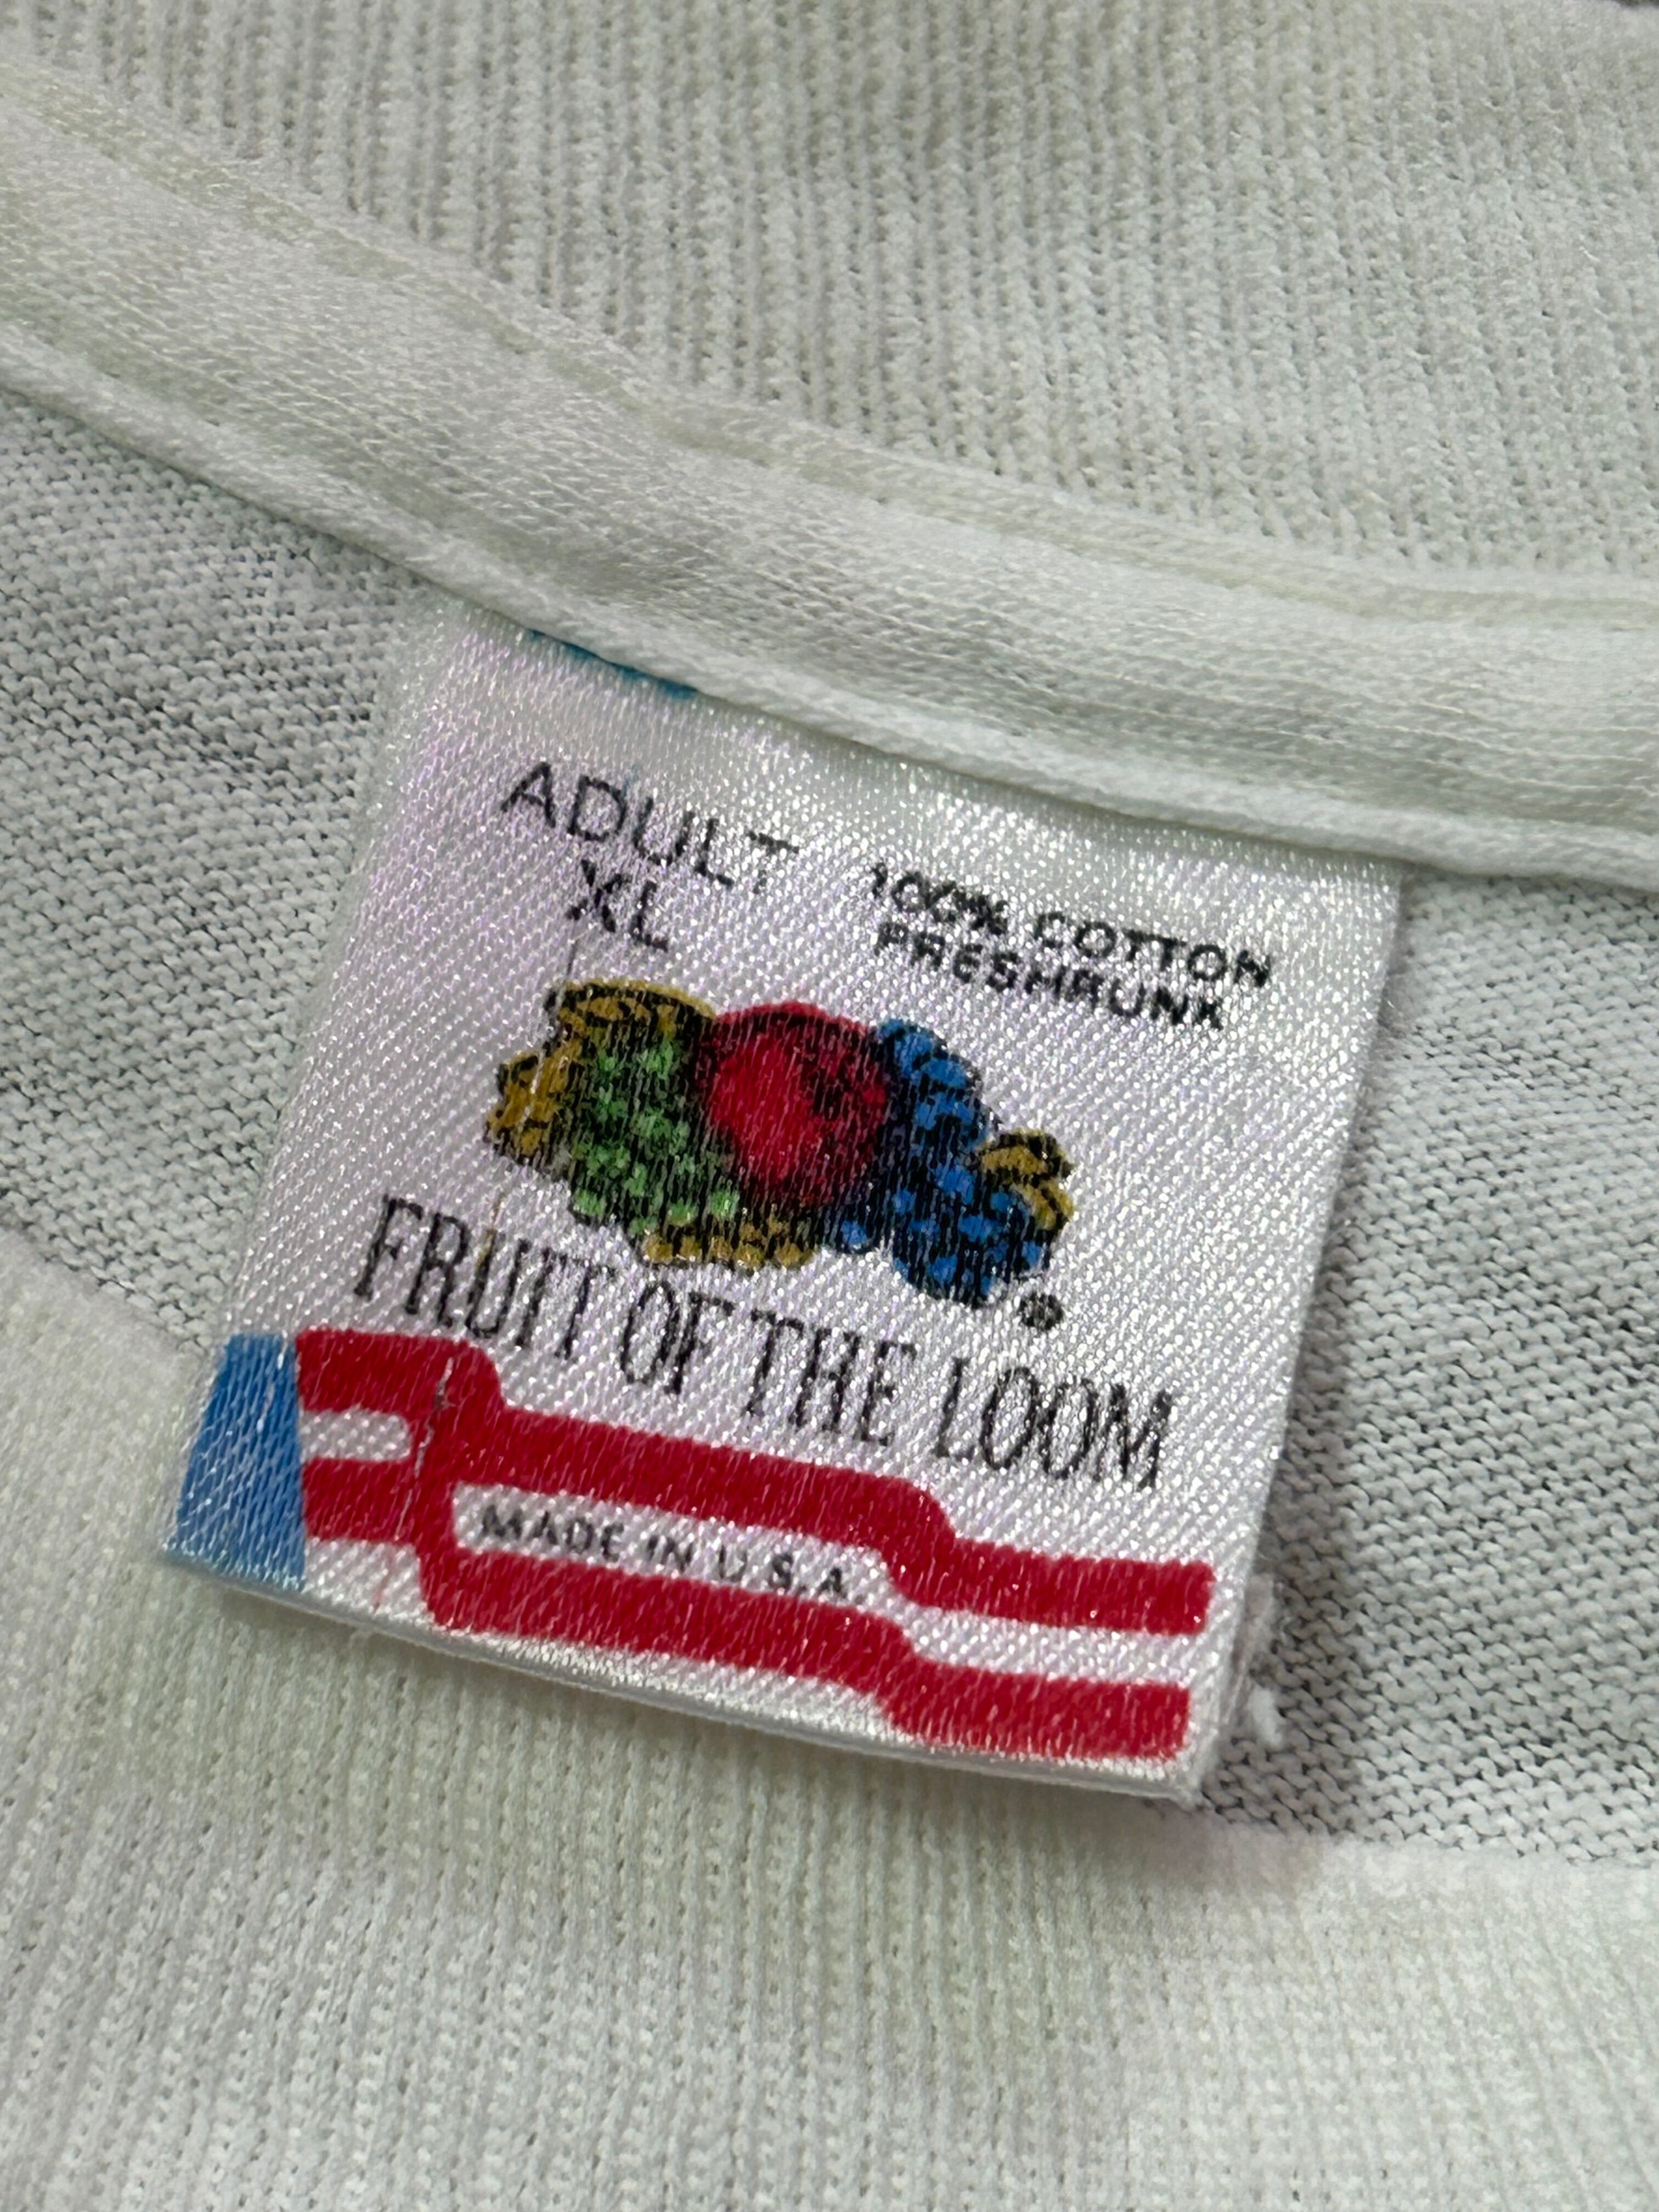 ADULT
XL
100% COTTON
PRESHRUNK
®
FRUIT OF THE LOOM
MADE IN U.S.A.